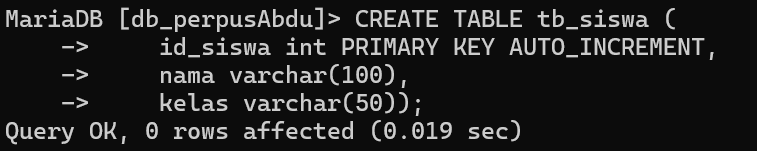 MariaDB [db_perpusAbdu]> CREATE TABLE tb_siswa (
    ->     id_siswa int PRIMARY KEY AUTO_INCREMENT,
    ->     nama varchar(100),
    ->     kelas varchar(50));
Query OK, 0 rows affected (0.019 sec)